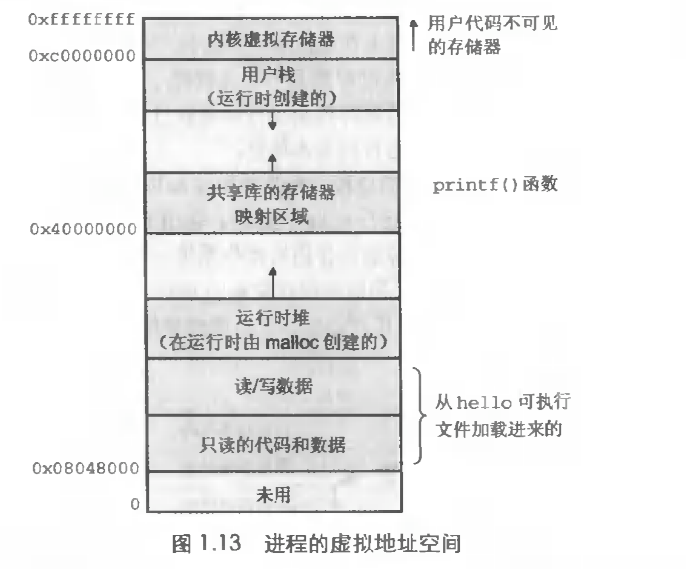 0xffffffff
内核虚拟存储器
用户代码不可见
的存储器
0xc0000000
用户栈
（运行时创建的）
共享库的存储器
映射区域
printf()函数
0x40000000
运行时堆
（在运行时由 malloc 创建的）
读/写数据
从hello可执行
文件加载进来的
只读的代码和数据
0x08048000
未用
0
图 1.13 进程的虚拟地址空间